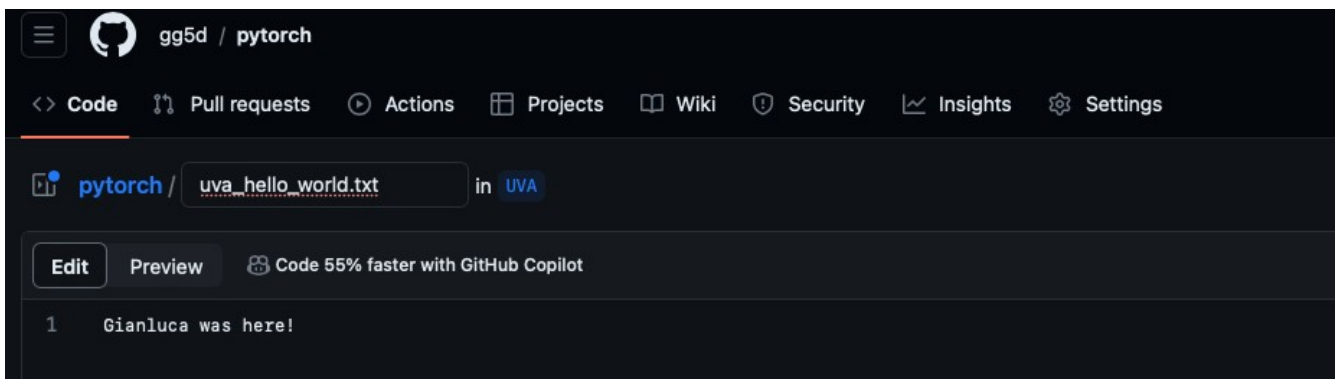 gg5d / pytorch
<> Code Pull requests Actions Projects Wiki Security Insights Settings
pytorch / uva_hello_world.txt in UVA
Edit Preview Code 55% faster with GitHub Copilot
1 Gianluca was here!